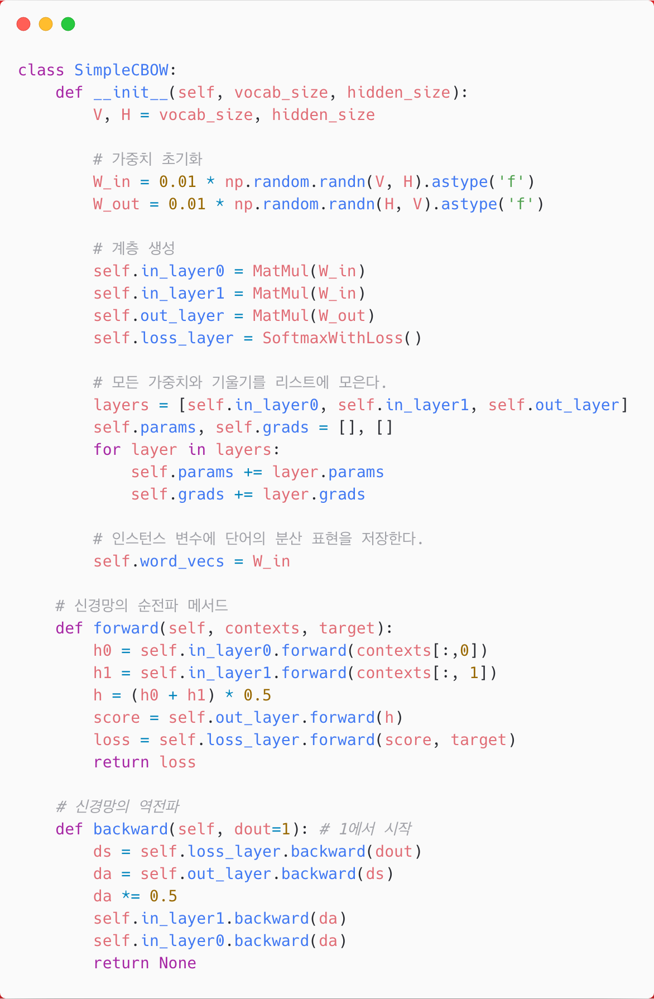 class SimpleCBOW:
    def __init__(self, vocab_size, hidden_size):
        V, H = vocab_size, hidden_size

        # 가중치 초기화
        W_in = 0.01 * np.random.randn(V, H).astype('f')
        W_out = 0.01 * np.random.randn(H, V).astype('f')

        # 계층 생성
        self.in_layer0 = MatMul(W_in)
        self.in_layer1 = MatMul(W_in)
        self.out_layer = MatMul(W_out)
        self.loss_layer = SoftmaxWithLoss()

        # 모든 가중치와 기울기를 리스트에 모은다.
        layers = [self.in_layer0, self.in_layer1, self.out_layer]
        self.params, self.grads = [], []
        for layer in layers:
            self.params += layer.params
            self.grads += layer.grads

        # 인스턴스 변수에 단어의 분산 표현을 저장한다.
        self.word_vecs = W_in

    # 신경망의 순전파 메서드
    def forward(self, contexts, target):
        h0 = self.in_layer0.forward(contexts[:,0])
        h1 = self.in_layer1.forward(contexts[:, 1])
        h = (h0 + h1) * 0.5
        score = self.out_layer.forward(h)
        loss = self.loss_layer.forward(score, target)
        return loss

    # 신경망의 역전파
    def backward(self, dout=1): # 1에서 시작
        ds = self.loss_layer.backward(dout)
        da = self.out_layer.backward(ds)
        da *= 0.5
        self.in_layer1.backward(da)
        self.in_layer0.backward(da)
        return None